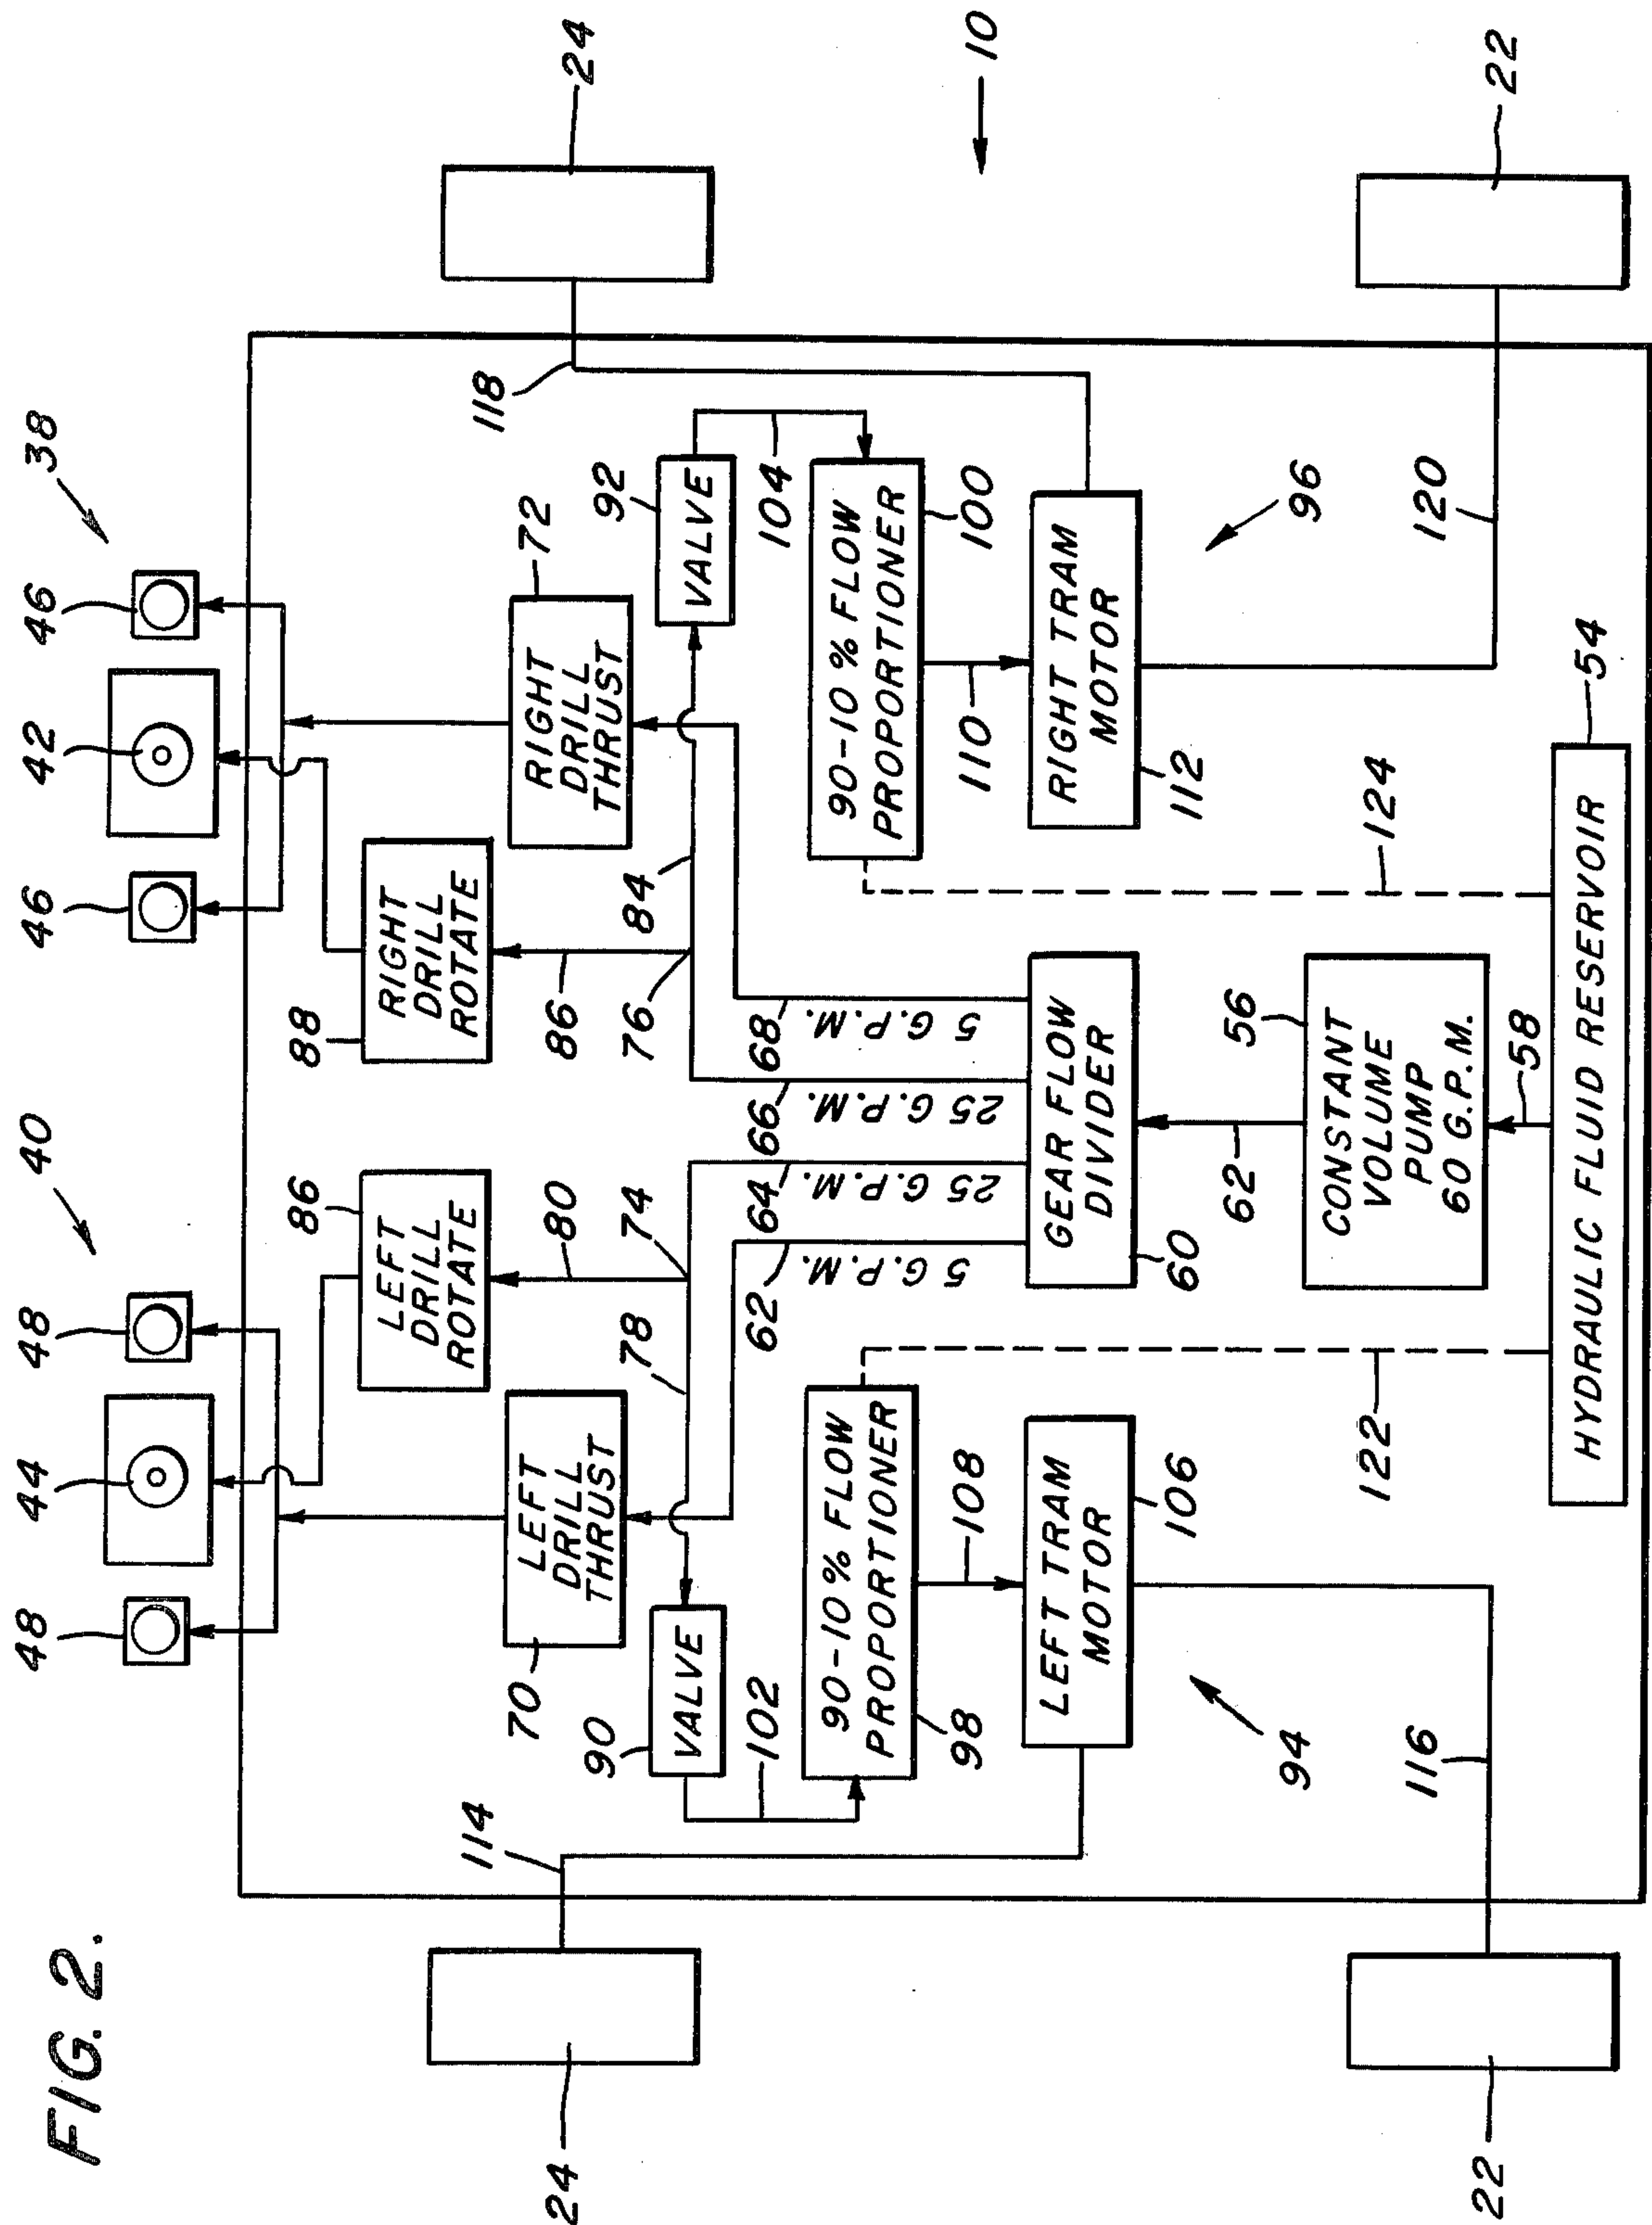 FIG. 2.
40
38
48
44
48
46
42
46
24
114
118
24
10
86
LEFT
DRILL
ROTATE
88
RIGHT
DRILL
ROTATE
70
LEFT
DRILL
THRUST
80
86
RIGHT
DRILL
THRUST
72
90
VALVE
78
74
76
84
VALVE
92
102
62
64
66
68
104
5 G.P.M.
25 G.P.M.
25 G.P.M.
5 G.P.M.
90-10% FLOW
PROPORTIONER
98
90-10% FLOW
PROPORTIONER
100
108
110
LEFT TRAM
MOTOR
106
GEAR FLOW
DIVIDER
60
RIGHT TRAM
MOTOR
112
94
62
96
CONSTANT
VOLUME
PUMP
60 G.P.M.
56
116
122
58
124
120
HYDRAULIC FLUID RESERVOIR
54
22
22